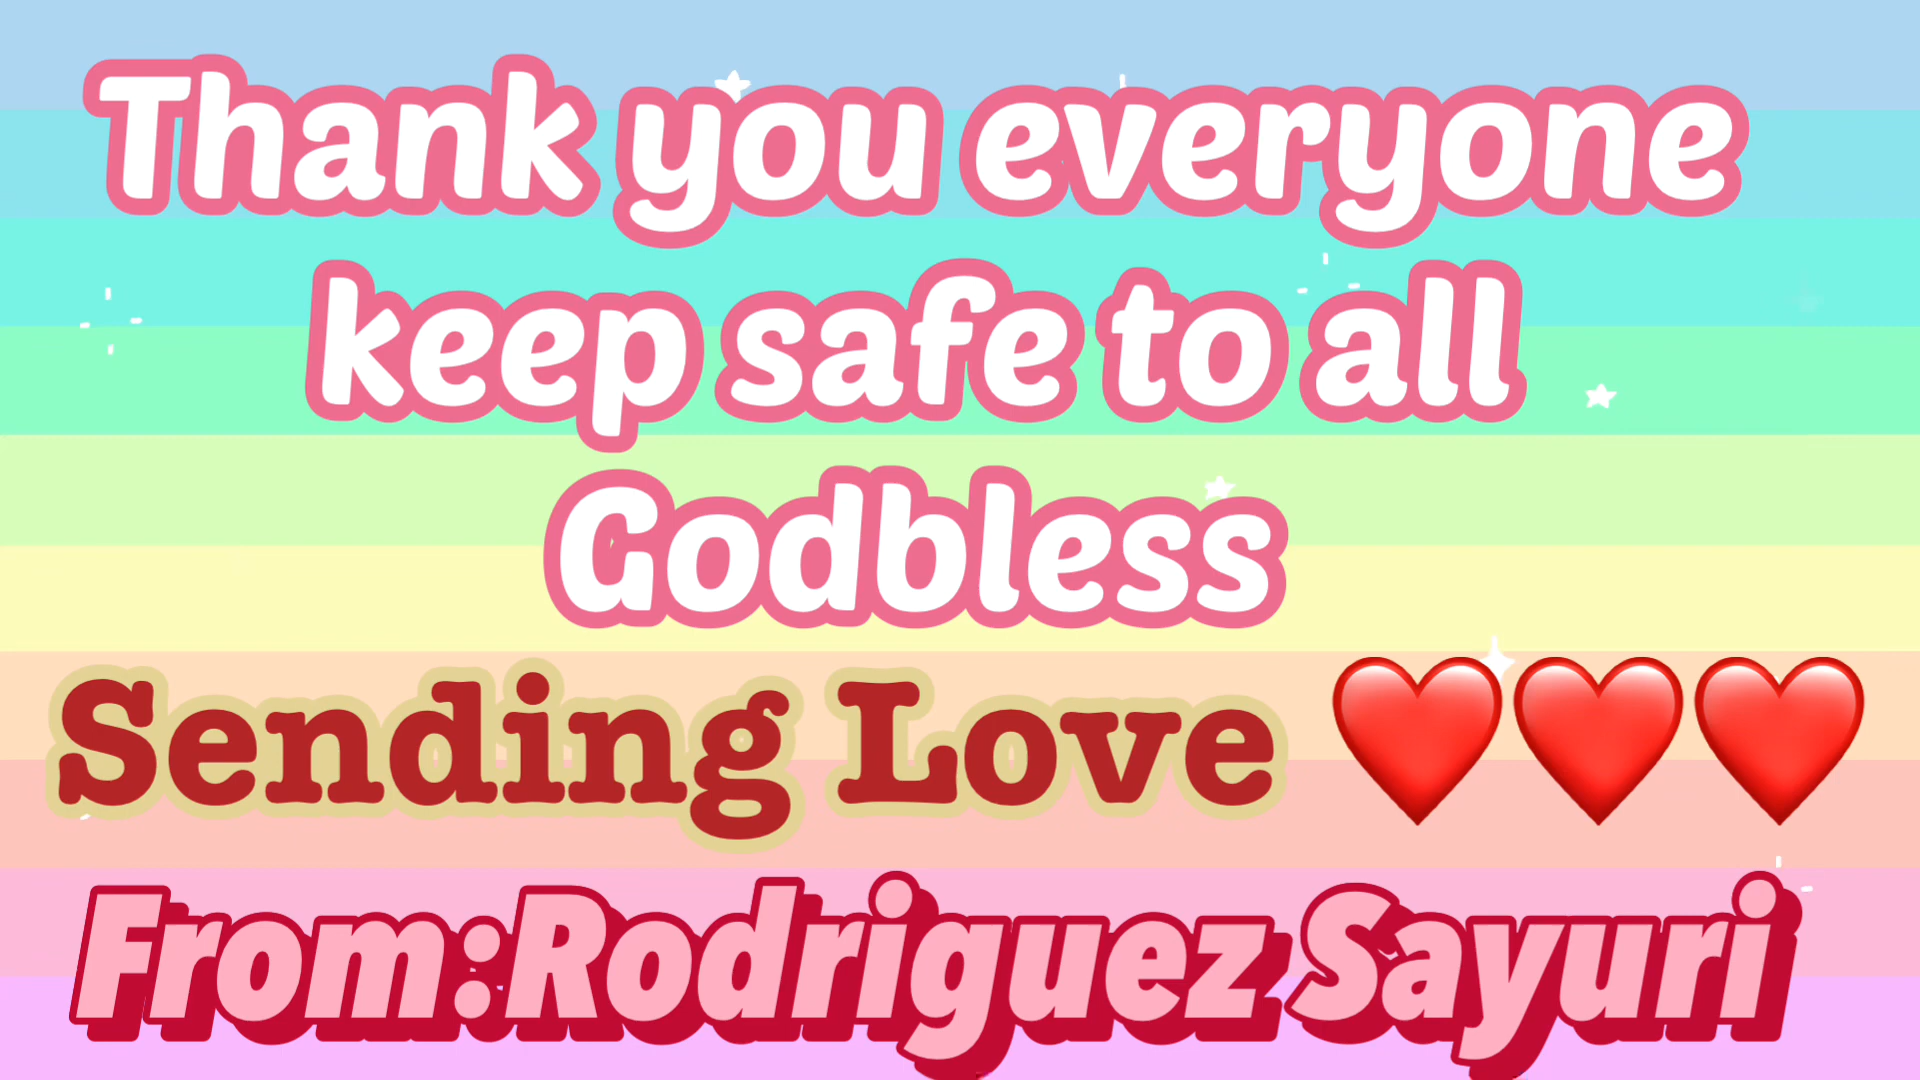 Thank you everyone
keep safe to all
Godbless
Sending Love ❤️❤️❤️
From:Rodriguez Sayuri